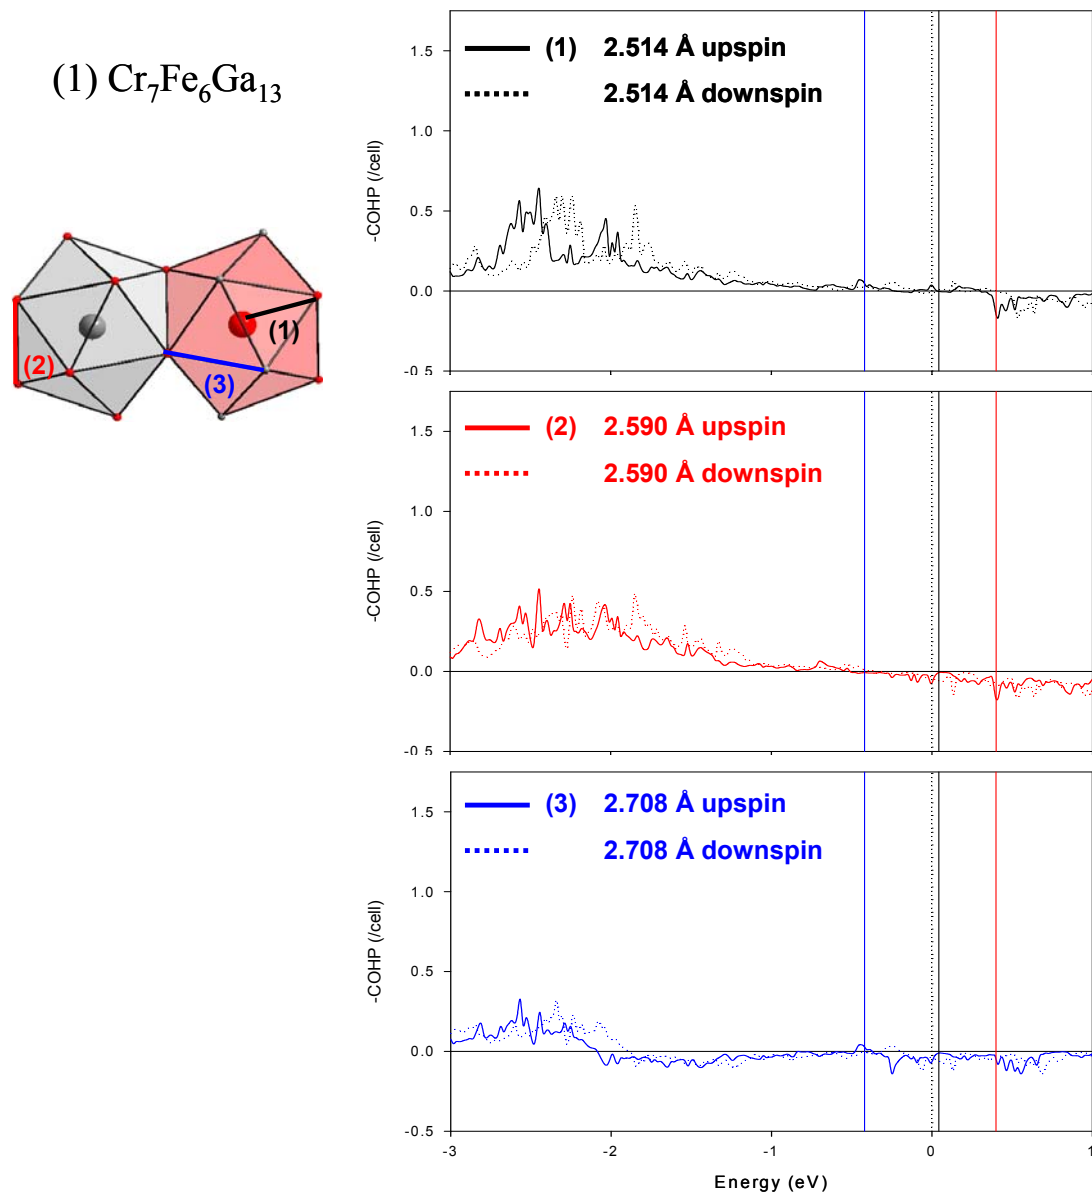 (1) Cr₇Fe₆Ga₁₃
(1)
(2)
(3)
-COHP (/cell)
1.5
1.0
0.5
0.0
-0.5
(1) 2.514 Å upspin
2.514 Å downspin
-COHP (/cell)
1.5
1.0
0.5
0.0
-0.5
(2) 2.590 Å upspin
2.590 Å downspin
-COHP (/cell)
1.5
1.0
0.5
0.0
-0.5
(3) 2.708 Å upspin
2.708 Å downspin
-3 -2 -1 0 1
Energy (eV)